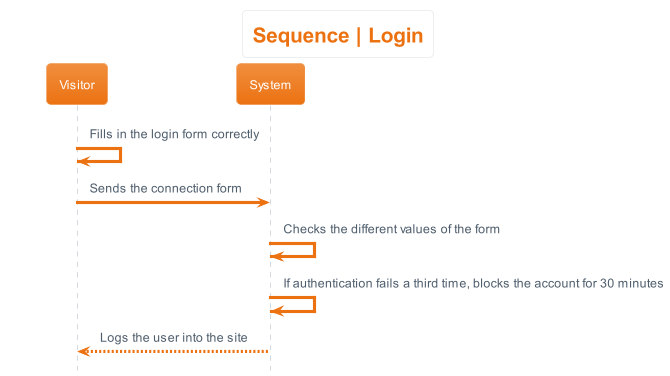 Sequence | Login
Visitor
System
Fills in the login form correctly
Sends the connection form
Checks the different values of the form
If authentication fails a third time, blocks the account for 30 minutes
Logs the user into the site